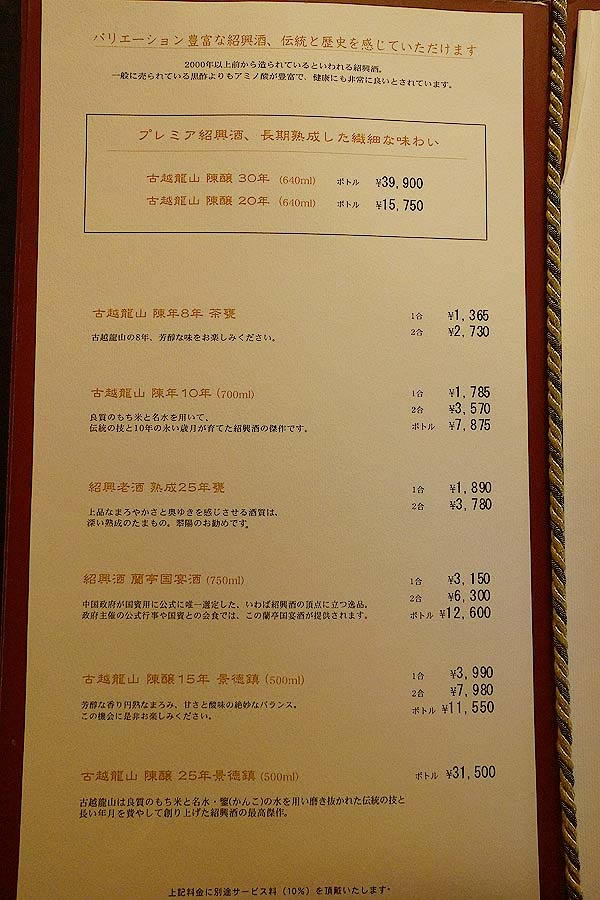 バリエーション豊富な紹興酒、伝統と歴史を感じていただけます
2000年以上前から造られているといわれる紹興酒。
一般に売られている黒酢よりもアミノ酸が豊富で、健康にも非常に良いとされています。
プレミア紹興酒、長期熟成した繊細な味わい
古越龍山 陳醸 30年 (640ml) ボトル ¥39,900
古越龍山 陳醸 20年 (640ml) ボトル ¥15,750
古越龍山 陳年8年 茶甕 1合 ¥1,365
2合 ¥2,730
古越龍山の8年、芳醇な味をお楽しみください。
古越龍山 陳年10年 (700ml) 1合 ¥1,785
良質のもち米と名水を用いて、 2合 ¥3,570
伝統の技と10年の永い歳月が育てた紹興酒の傑作です。 ボトル ¥7,875
紹興老酒 熟成25年甕 1合 ¥1,890
2合 ¥3,780
上品なまろやかさと奥ゆきを感じさせる酒質は、
深い熟成のたまもの。翠陽のお勧めです。
紹興酒 蘭亭国宴酒 (750ml) 1合 ¥3,150
2合 ¥6,300
中国政府が国賓用に公式に唯一選定した、いわば紹興酒の頂点に立つ逸品。
政府主催の公式行事や国賓との会食では、この蘭亭国宴酒が提供されます。 ボトル ¥12,600
古越龍山 陳醸15年 景徳鎮 (500ml) 1合 ¥3,990
2合 ¥7,980
芳醇な香り円熟なまろみ、甘さと酸味の絶妙なバランス。 ボトル ¥11,550
この機会に是非お楽しみください。
古越龍山 陳醸 25年景徳鎮 (500ml) ボトル ¥31,500
古越龍山は良質のもち米と名水・鑒(かんこ)の水を用い磨き抜かれた伝統の技と
長い年月を費やして創り上げた紹興酒の最高傑作。
上記料金に別途サービス料(10%)を頂戴いたします。